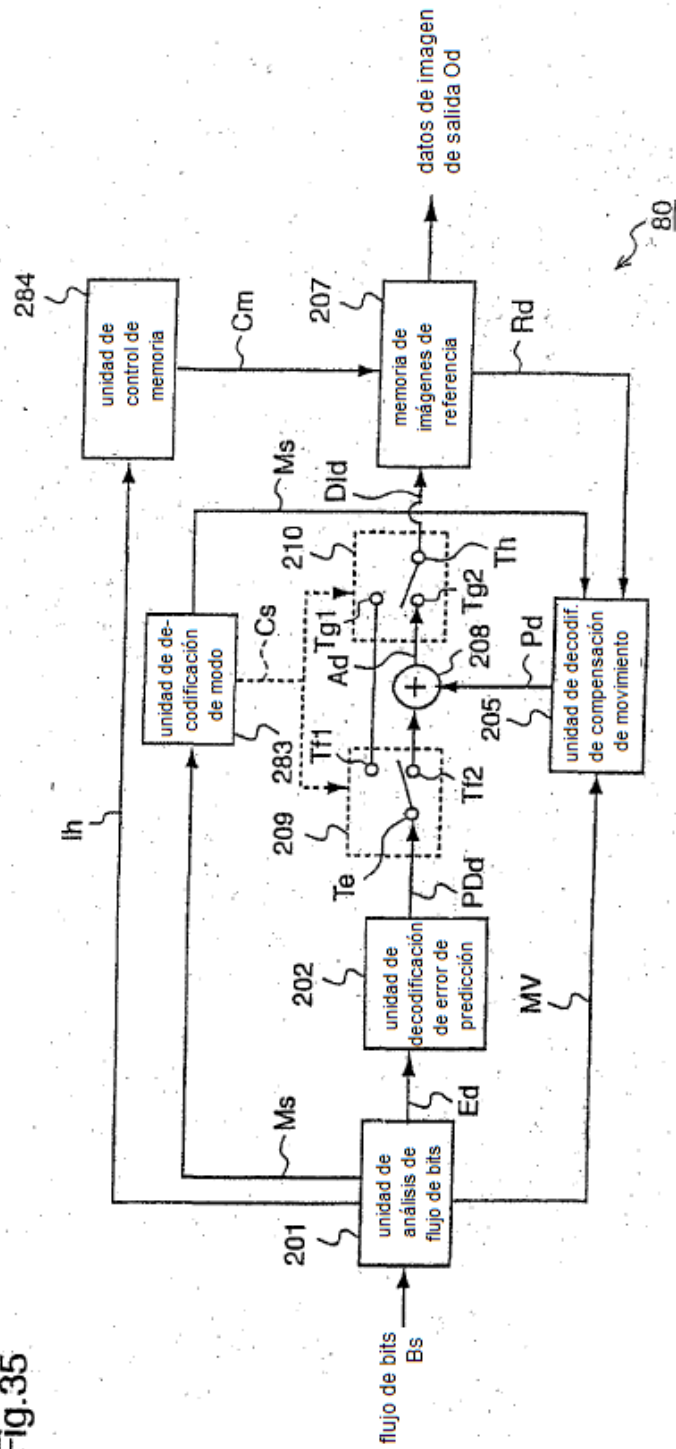 Fig.35
flujo de bits
Bs
201
unidad de
análisis de
flujo de bits
Ms
Ih
Ed
MV
202
unidad de
decodificación
de error de
predicción
PDd
Te
209
Tf1
Tf2
283
unidad de de-
codificación
de modo
Cs
Ms
Ad
208
Pd
205
unidad de decodif.
de compensación
de movimiento
Tg1
Tg2
210
Th
DId
284
unidad de
control de
memoria
Cm
207
memoria de
imágenes de
referencia
Rd
datos de imagen
de salida Od
80